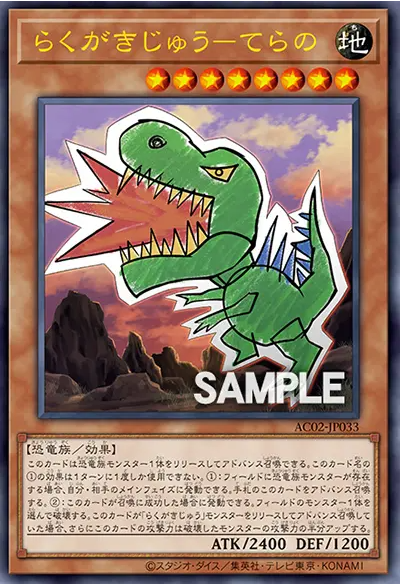 らくがきじゅう－てらの
地
SAMPLE
AC02-JP033
【恐竜族／効果】
このカードは恐竜族モンスター1体をリリースしてアドバンス召喚できる。このカード名の
①の効果は1ターンに1度しか使用できない。①：フィールドに恐竜族モンスターが存在
する場合、自分・相手のメインフェイズに発動できる。手札のこのカードをアドバンス召喚
する。②：このカードが召喚に成功した場合に発動できる。フィールドのモンスター1体を
選んで破壊する。このカードが「らくがきじゅう」モンスターをリリースしてアドバンス召喚し
ていた場合、さらにこのカードの攻撃力は破壊したモンスターの攻撃力の半分アップする。
ATK/2400 DEF/1200
©スタジオ・ダイス／集英社・テレビ東京・KONAMI